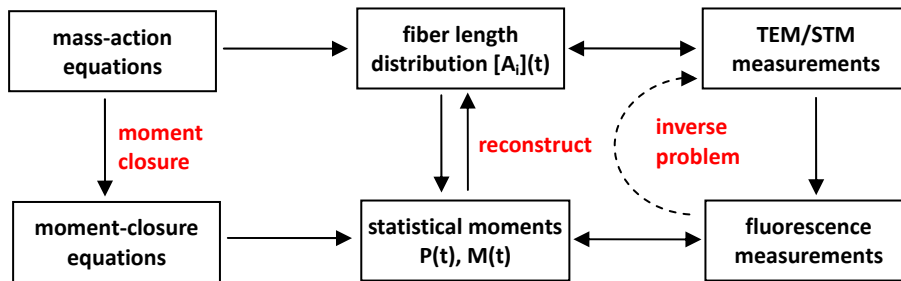 mass-action
equations
fiber length
distribution [Aᵢ](t)
TEM/STM
measurements
moment
closure
reconstruct
inverse
problem
moment-closure
equations
statistical moments
P(t), M(t)
fluorescence
measurements